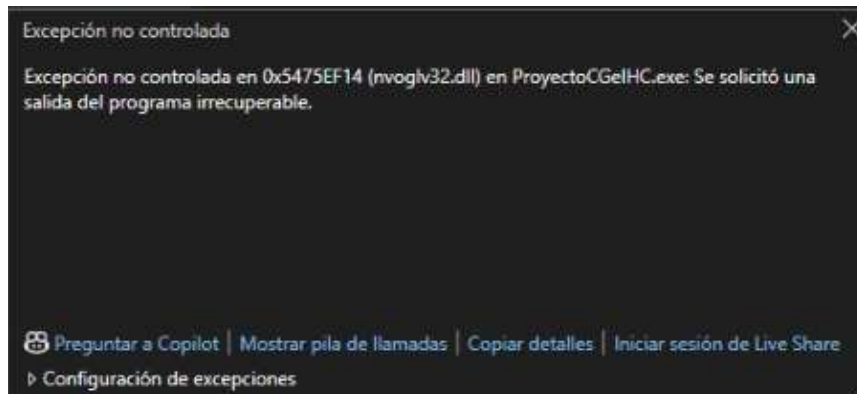 Excepción no controlada
Excepción no controlada en 0x5475EF14 (nvoglv32.dll) en ProyectoCGeIHC.exe: Se solicitó una
salida del programa irrecuperable.
Preguntar a Copilot | Mostrar pila de llamadas | Copiar detalles | Iniciar sesión de Live Share
Configuración de excepciones